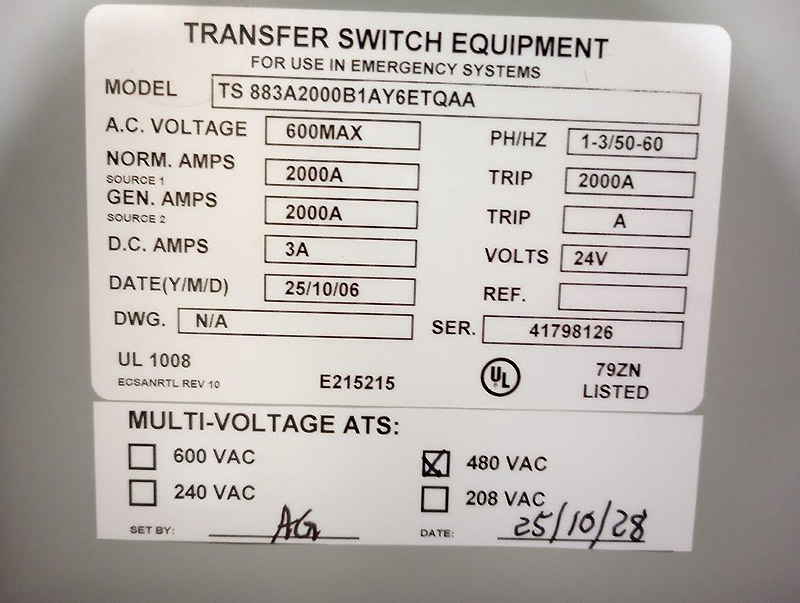 TRANSFER SWITCH EQUIPMENT
FOR USE IN EMERGENCY SYSTEMS
MODEL TS 883A2000B1AY6ETQAA
A.C. VOLTAGE 600MAX PH/HZ 1-3/50-60
NORM. AMPS 2000A TRIP 2000A
SOURCE 1
GEN. AMPS 2000A TRIP A
SOURCE 2
D.C. AMPS 3A VOLTS 24V
DATE(Y/M/D) 25/10/06 REF.
DWG. N/A SER. 41798126
UL 1008
ECSANRTL REV 10 E215215 UL 79ZN
LISTED
MULTI-VOLTAGE ATS:
600 VAC 480 VAC
240 VAC 208 VAC
SET BY: AG DATE: 25/10/28